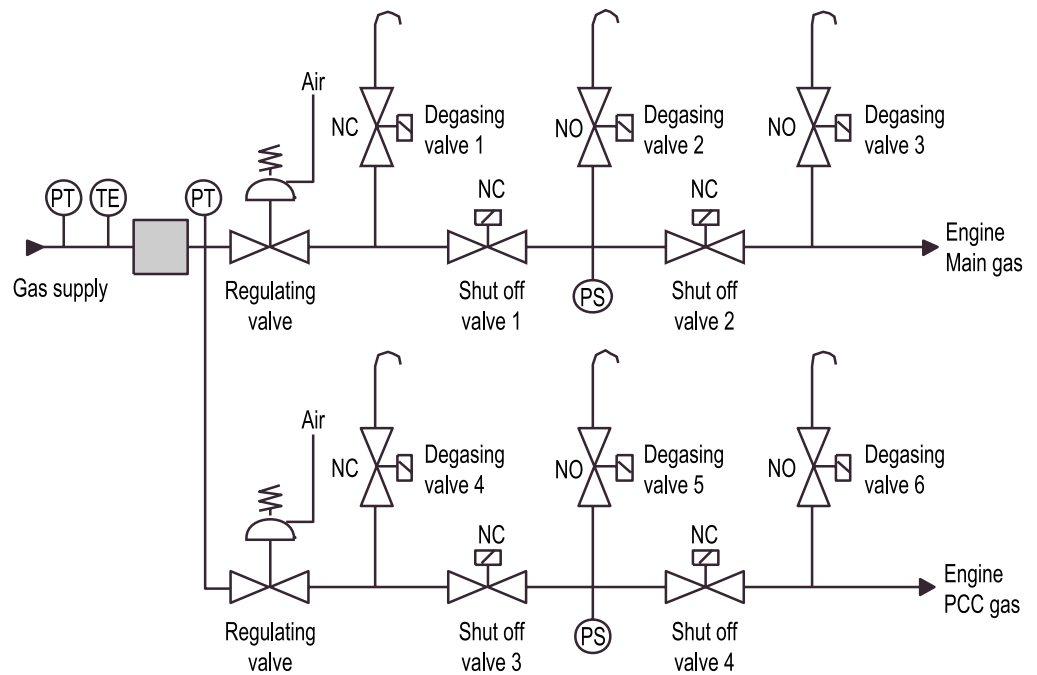 Air
NC
Degasing
valve 1
NO
Degasing
valve 2
NO
Degasing
valve 3
PT
TE
PT
NC
NC
Gas supply
Regulating
valve
Shut off
valve 1
PS
Shut off
valve 2
Engine
Main gas
Air
NC
Degasing
valve 4
NO
Degasing
valve 5
NO
Degasing
valve 6
NC
NC
Regulating
valve
Shut off
valve 3
PS
Shut off
valve 4
Engine
PCC gas